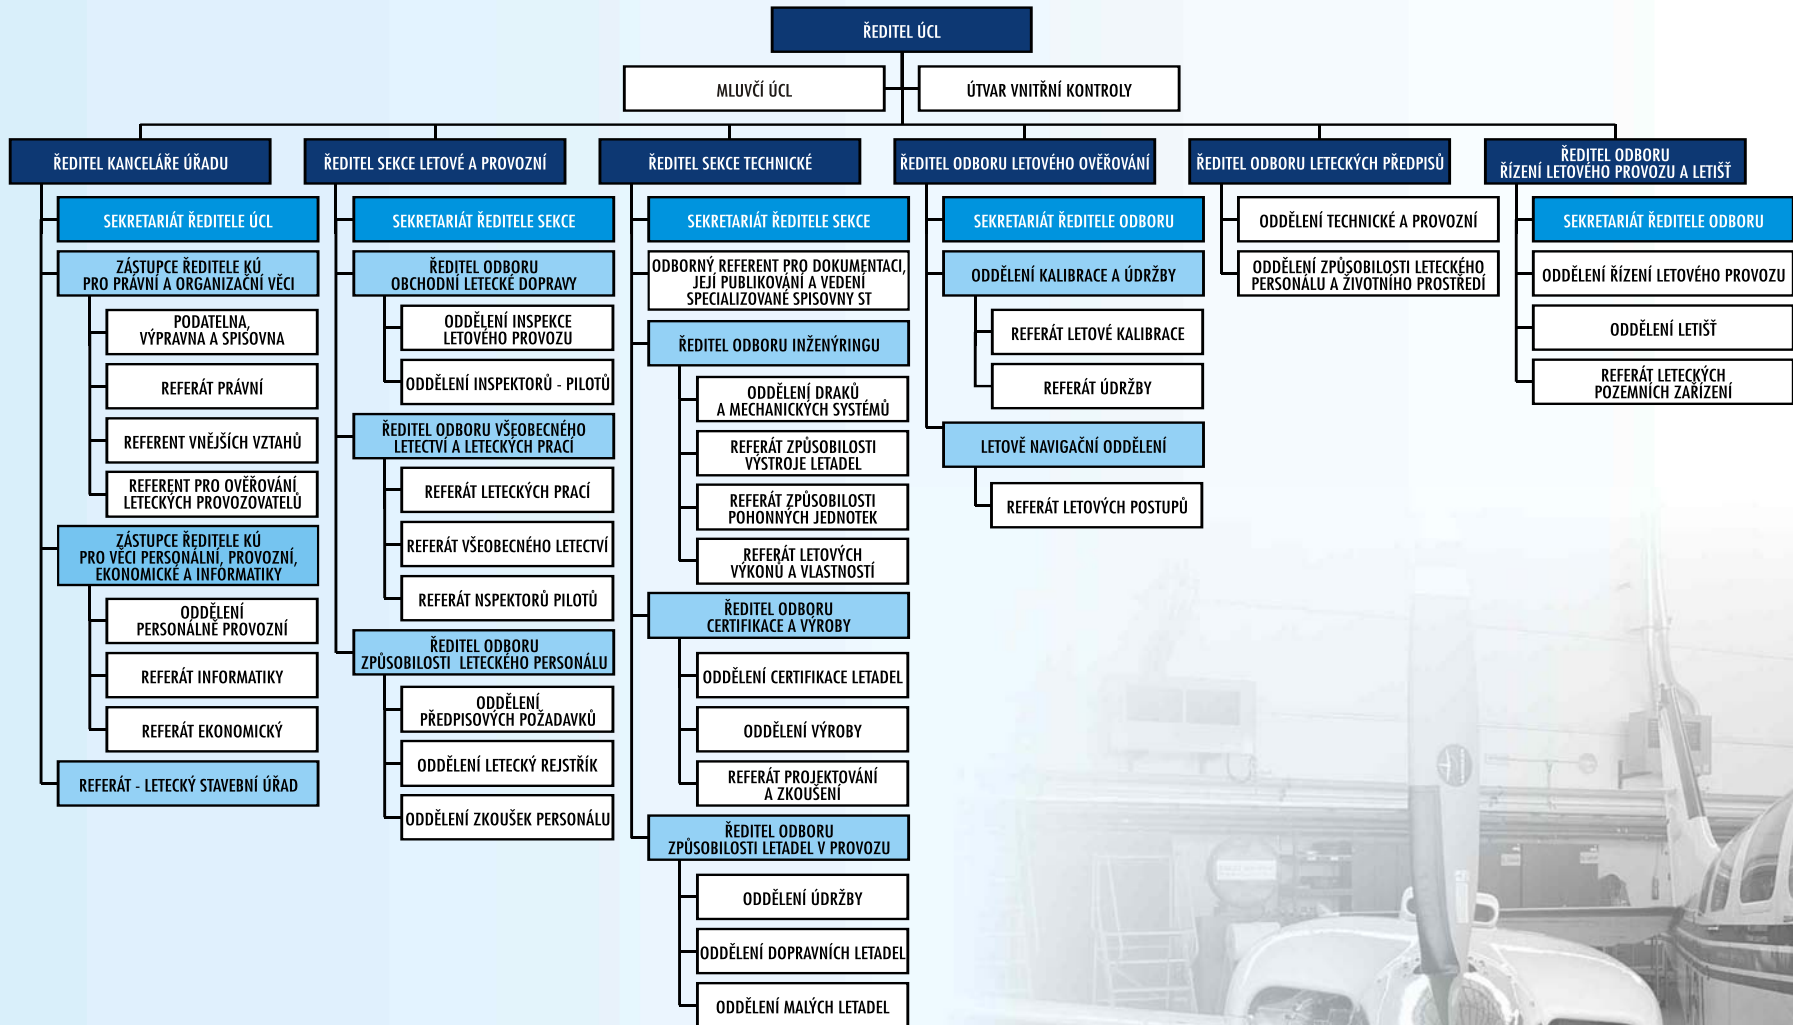 ŘEDITEL ÚCL
MLUVČÍ ÚCL
ÚTVAR VNITŘNÍ KONTROLY
ŘEDITEL KANCELÁŘE ÚŘADU
SEKRETARIÁT ŘEDITELE ÚCL
ZÁSTUPCE ŘEDITELE KÚ
PRO PRÁVNÍ A ORGANIZAČNÍ VĚCI
PODATELNA,
VÝPRAVNA A SPISOVNA
REFERÁT PRÁVNÍ
REFERENT VNĚJŠÍCH VZTAHŮ
REFERENT PRO OVĚŘOVÁNÍ
LETECKÝCH PROVOZOVATELŮ
ZÁSTUPCE ŘEDITELE KÚ
PRO VĚCI PERSONÁLNÍ, PROVOZNÍ,
EKONOMICKÉ A INFORMATIKY
ODDĚLENÍ
PERSONÁLNĚ PROVOZNÍ
REFERÁT INFORMATIKY
REFERÁT EKONOMICKÝ
REFERÁT - LETECKÝ STAVEBNÍ ÚŘAD
ŘEDITEL SEKCE LETOVÉ A PROVOZNÍ
SEKRETARIÁT ŘEDITELE SEKCE
ŘEDITEL ODBORU
OBCHODNÍ LETECKÉ DOPRAVY
ODDĚLENÍ INSPEKCE
LETOVÉHO PROVOZU
ODDĚLENÍ INSPEKTORŮ - PILOTŮ
ŘEDITEL ODBORU VŠEOBECNÉHO
LETECTVÍ A LETECKÝCH PRACÍ
REFERÁT LETECKÝCH PRACÍ
REFERÁT VŠEOBECNÉHO LETECTVÍ
REFERÁT NSPEKTORŮ PILOTŮ
ŘEDITEL ODBORU
ZPŮSOBILOSTI LETECKÉHO PERSONÁLU
ODDĚLENÍ
PŘEDPISOVÝCH POŽADAVKŮ
ODDĚLENÍ LETECKÝ REJSTŘÍK
ODDĚLENÍ ZKOUŠEK PERSONÁLU
ŘEDITEL SEKCE TECHNICKÉ
SEKRETARIÁT ŘEDITELE SEKCE
ODBORNÝ REFERENT PRO DOKUMENTACI,
JEJÍ PUBLIKOVÁNÍ A VEDENÍ
SPECIALIZOVANÉ SPISOVNY ST
ŘEDITEL ODBORU INŽENÝRINGU
ODDĚLENÍ DRAKŮ
A MECHANICKÝCH SYSTÉMŮ
REFERÁT ZPŮSOBILOSTI
VÝSTROJE LETADEL
REFERÁT ZPŮSOBILOSTI
POHONNÝCH JEDNOTEK
REFERÁT LETOVÝCH
VÝKONŮ A VLASTNOSTÍ
ŘEDITEL ODBORU
CERTIFIKACE A VÝROBY
ODDĚLENÍ CERTIFIKACE LETADEL
ODDĚLENÍ VÝROBY
REFERÁT PROJEKTOVÁNÍ
A ZKOUŠENÍ
ŘEDITEL ODBORU
ZPŮSOBILOSTI LETADEL V PROVOZU
ODDĚLENÍ ÚDRŽBY
ODDĚLENÍ DOPRAVNÍCH LETADEL
ODDĚLENÍ MALÝCH LETADEL
ŘEDITEL ODBORU LETOVÉHO OVĚŘOVÁNÍ
SEKRETARIÁT ŘEDITELE ODBORU
ODDĚLENÍ KALIBRACE A ÚDRŽBY
REFERÁT LETOVÉ KALIBRACE
REFERÁT ÚDRŽBY
LETOVĚ NAVIGAČNÍ ODDĚLENÍ
REFERÁT LETOVÝCH POSTUPŮ
ŘEDITEL ODBORU LETECKÝCH PŘEDPISŮ
ODDĚLENÍ TECHNICKÉ A PROVOZNÍ
ODDĚLENÍ ZPŮSOBILOSTI LETECKÉHO
PERSONÁLU A ŽIVOTNÍHO PROSTŘEDÍ
ŘEDITEL ODBORU
ŘÍZENÍ LETOVÉHO PROVOZU A LETIŠŤ
SEKRETARIÁT ŘEDITELE ODBORU
ODDĚLENÍ ŘÍZENÍ LETOVÉHO PROVOZU
ODDĚLENÍ LETIŠŤ
REFERÁT LETECKÝCH
POZEMNÍCH ZAŘÍZENÍ